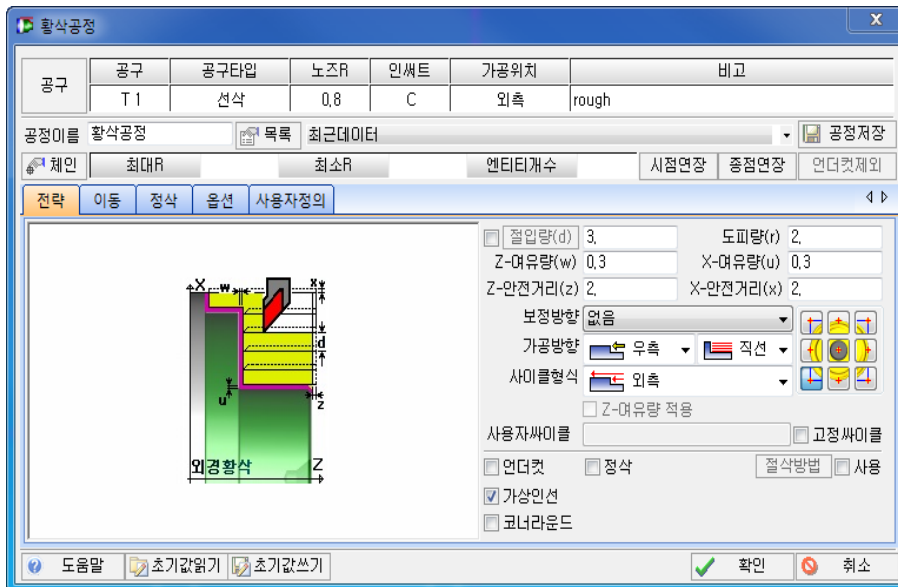 황삭공정
x
공구 공구 공구타입 노즈R 인써트 가공위치 비고
T 1 선삭 0,8 C 외측 rough
공정이름 황삭공정 목록 최근데이터 공정저장
체인 최대R 최소R 엔티티개수 시점연장 종점연장 언더컷제외
전략 이동 정삭 옵션 사용자정의
절입량(d) 3, 도피량(r) 2,
Z-여유량(w) 0,3 X-여유량(u) 0,3
Z-안전거리(z) 2, X-안전거리(x) 2,
보정방향 없음
가공방향 우측 직선
사이클형식 외측
Z-여유량 적용
사용자싸이클 고정싸이클
언더컷 정삭 절삭방법 사용
가상인선
코너라운드
X w x
d
u z
외경황삭 Z
도움말 초기값읽기 초기값쓰기 확인 취소